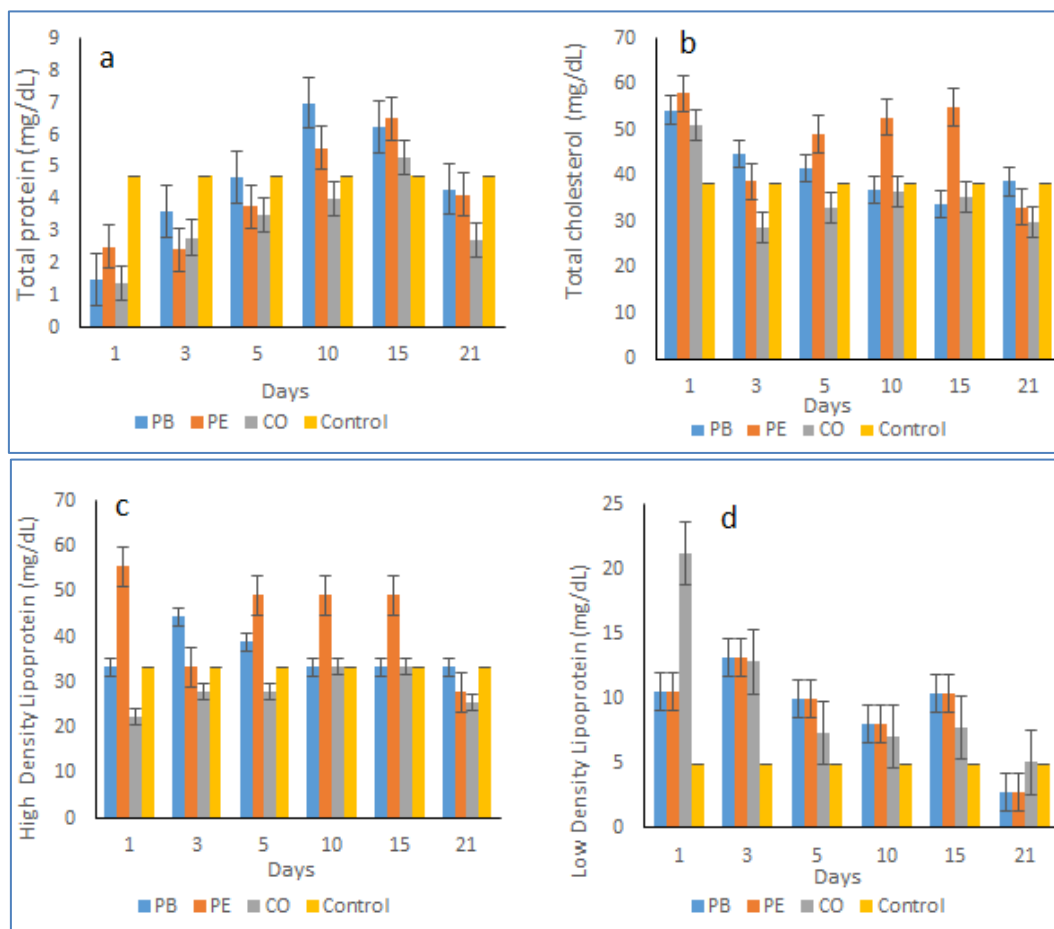 a
Total protein (mg/dL)
9
8
7
6
5
4
3
2
1
0
1 3 5 10 15 21
Days
PB PE CO Control
b
Total cholesterol (mg/dL)
70
60
50
40
30
20
10
0
1 3 5 10 15 21
Days
PB PE CO Control
c
High Density Lipoprotein (mg/dL)
70
60
50
40
30
20
10
0
1 3 5 10 15 21
Days
PB PE CO Control
d
Low Density Lipoprotein (mg/dL)
25
20
15
10
5
0
1 3 5 10 15 21
Days
PB PE CO Control